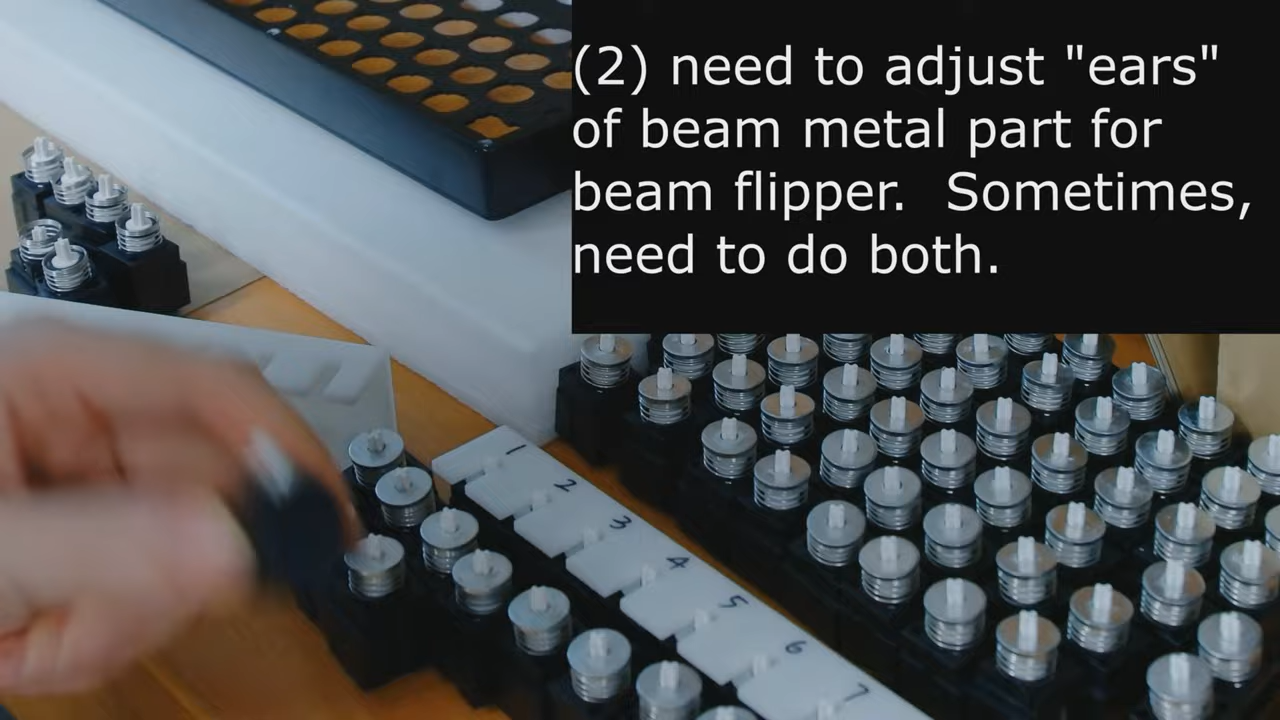 (2) need to adjust "ears"
of beam metal part for
beam flipper.  Sometimes,
need to do both.
1
2
3
4
5
6
7